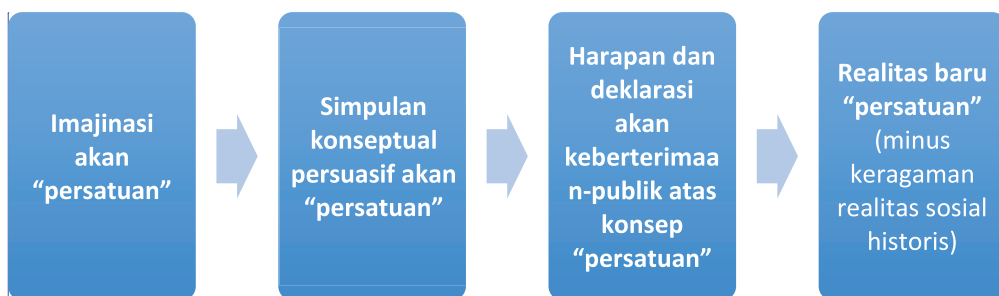 Imajinasi
akan
“persatuan”
Simpulan
konseptual
persuasif akan
“persatuan”
Harapan dan
deklarasi
akan
keberterimaa
n-publik atas
konsep
“persatuan”
Realitas baru
“persatuan”
(minus
keragaman
realitas sosial
historis)